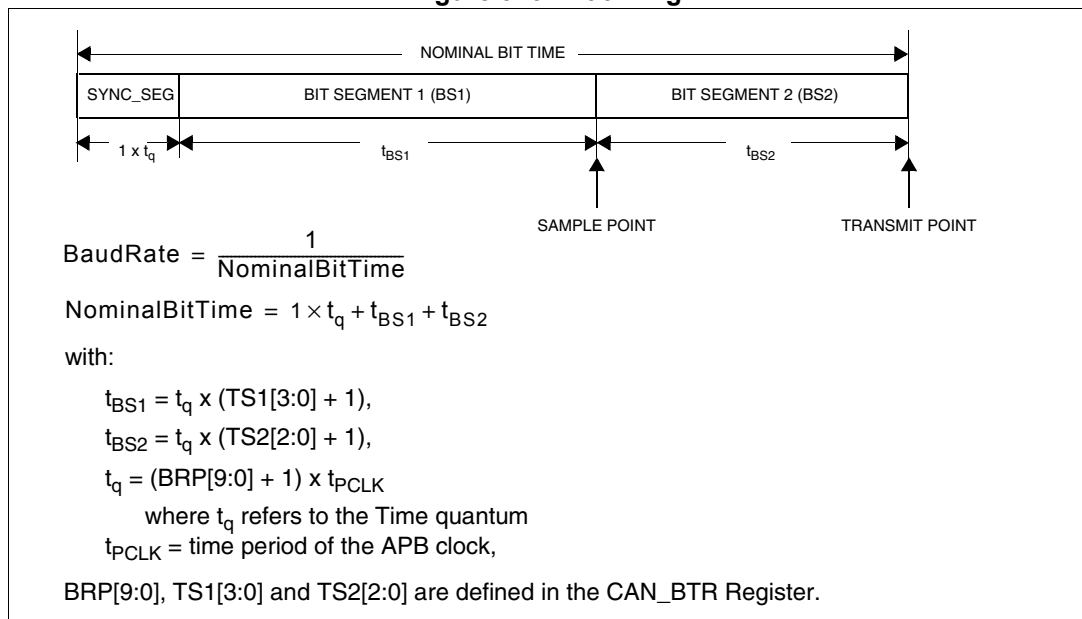 NOMINAL BIT TIME
SYNC_SEG
BIT SEGMENT 1 (BS1)
BIT SEGMENT 2 (BS2)
1 x tq
tBS1
tBS2
SAMPLE POINT
TRANSMIT POINT
BaudRate = 1 / NominalBitTime
NominalBitTime = 1 × tq + tBS1 + tBS2
with:
tBS1 = tq x (TS1[3:0] + 1),
tBS2 = tq x (TS2[2:0] + 1),
tq = (BRP[9:0] + 1) x tPCLK
where tq refers to the Time quantum
tPCLK = time period of the APB clock,
BRP[9:0], TS1[3:0] and TS2[2:0] are defined in the CAN_BTR Register.